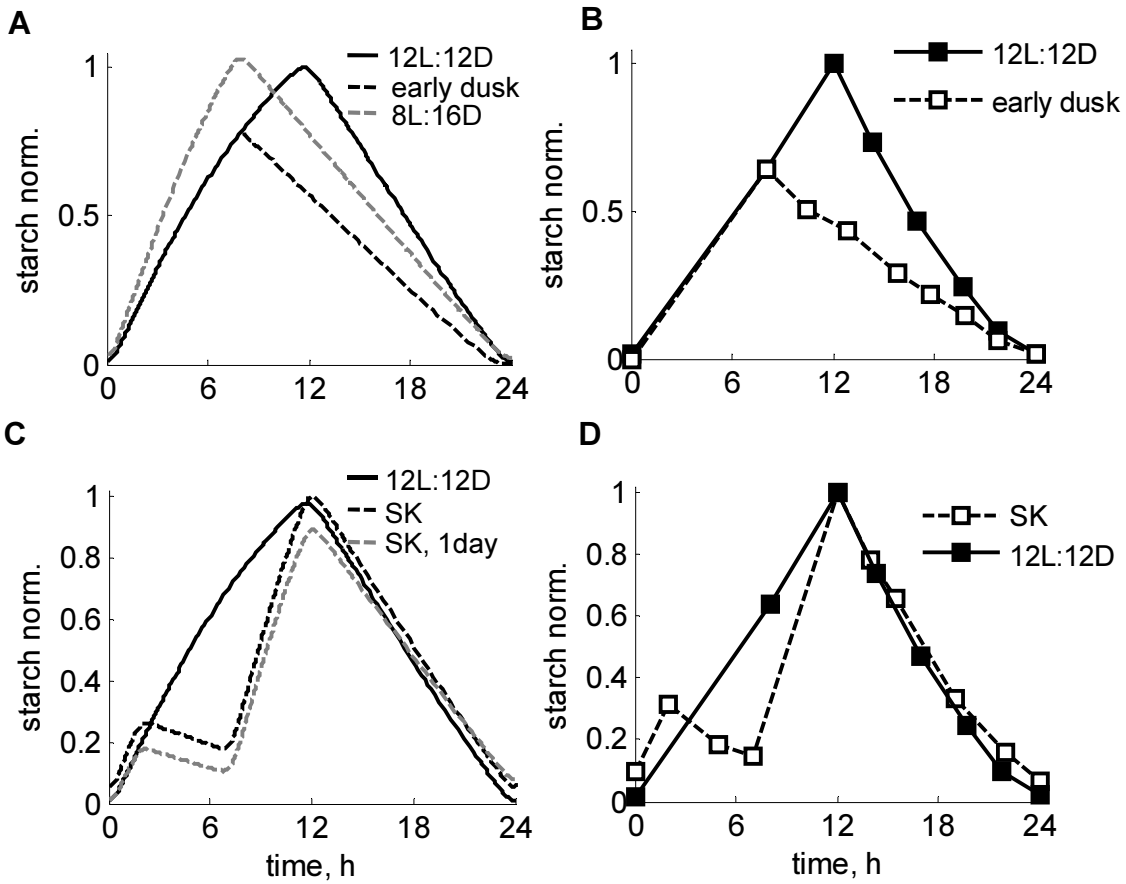 A
12L:12D
early dusk
8L:16D
1
0.5
0
starch norm.
0 6 12 18 24
B
12L:12D
early dusk
1
0.5
0
starch norm.
0 6 12 18 24
C
12L:12D
SK
SK, 1day
1
0.8
0.6
0.4
0.2
0
starch norm.
0 6 12 18 24
time, h
D
SK
12L:12D
1
0.8
0.6
0.4
0.2
0
starch norm.
0 6 12 18 24
time, h